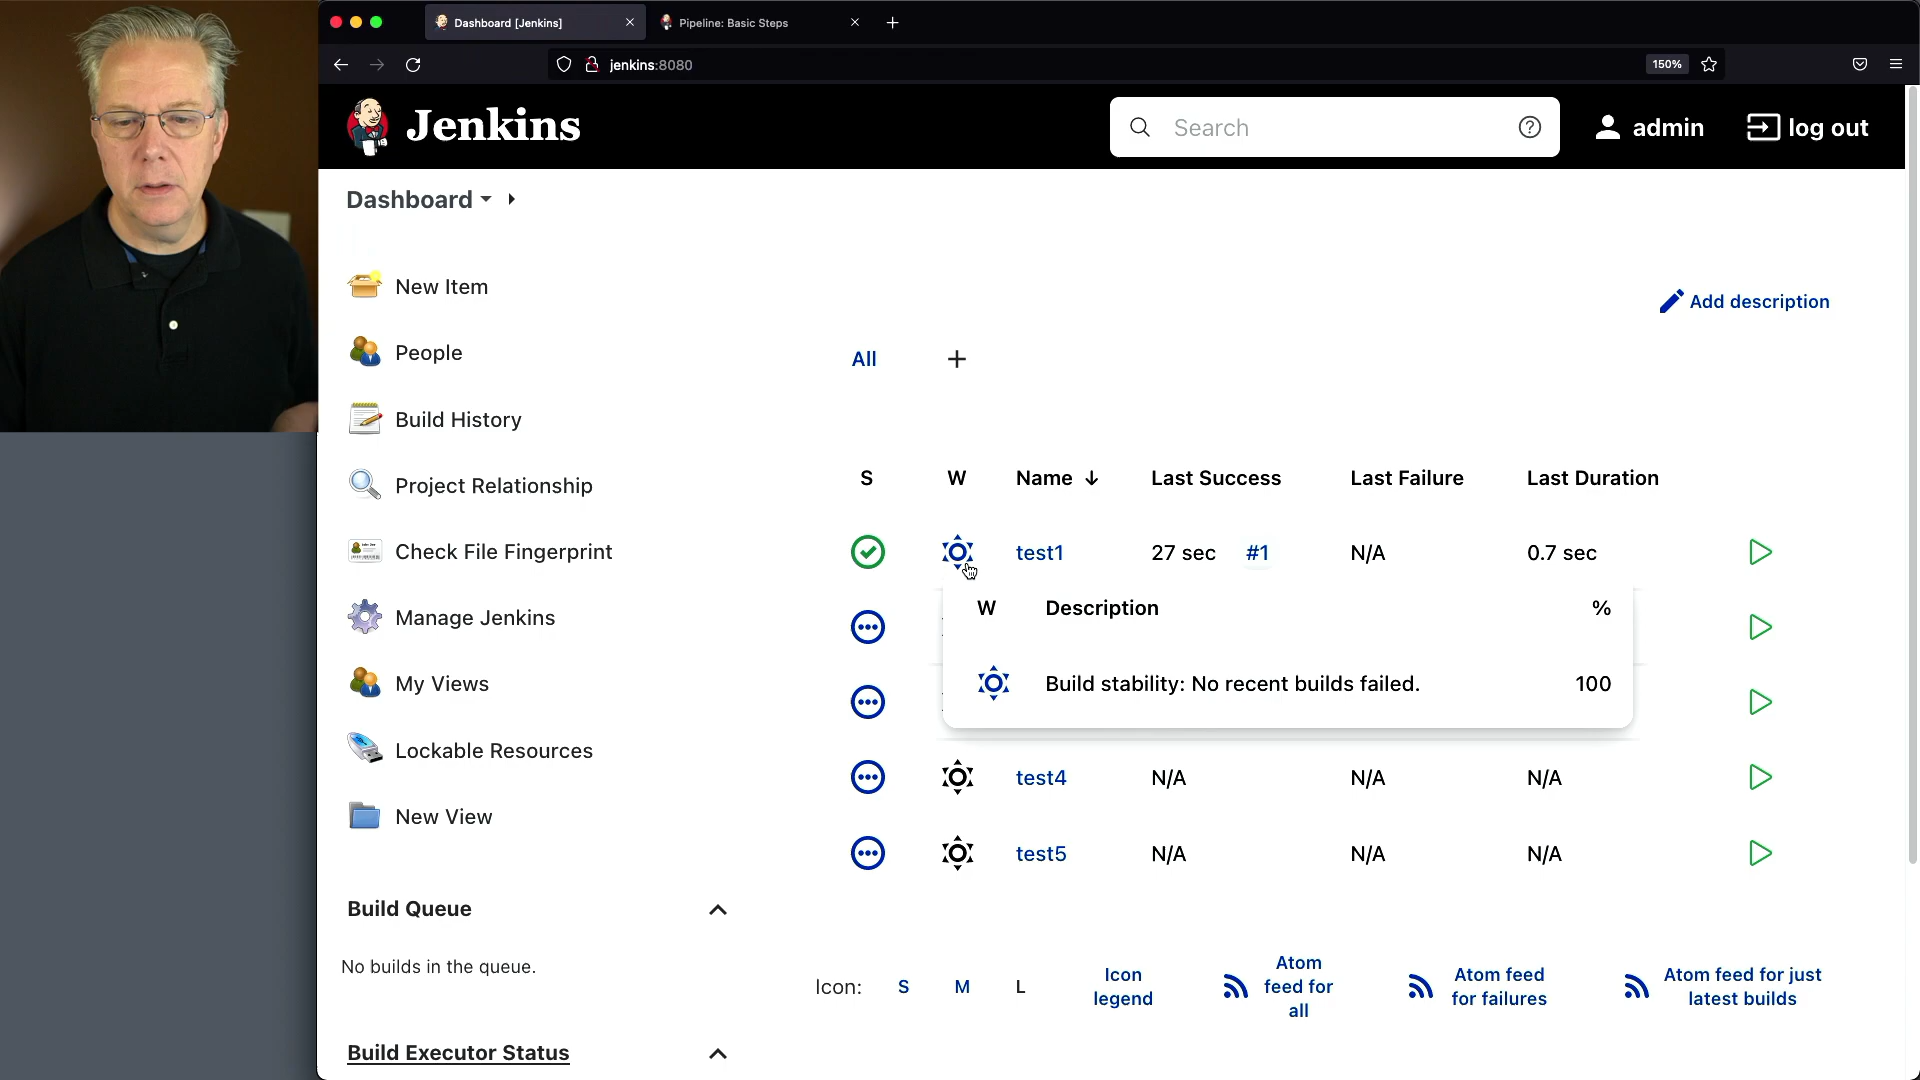 Dashboard [Jenkins]
Pipeline: Basic Steps
jenkins:8080
150%
Jenkins
Search
admin
log out
Dashboard
New Item
People
Build History
Project Relationship
Check File Fingerprint
Manage Jenkins
My Views
Lockable Resources
New View
Build Queue
No builds in the queue.
Build Executor Status
Add description
All
+
S W Name ↓ Last Success Last Failure Last Duration
test1 27 sec #1 N/A 0.7 sec
W Description %
Build stability: No recent builds failed. 100
test4 N/A N/A N/A
test5 N/A N/A N/A
Icon: S M L
Icon
legend
Atom
feed for
all
Atom feed
for failures
Atom feed for just
latest builds